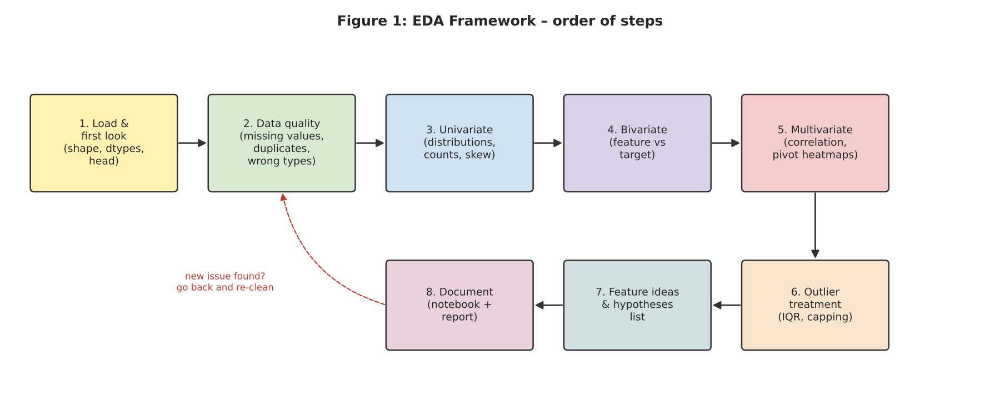 Figure 1: EDA Framework – order of steps
1. Load &
first look
(shape, dtypes,
head)
2. Data quality
(missing values,
duplicates,
wrong types)
3. Univariate
(distributions,
counts, skew)
4. Bivariate
(feature vs
target)
5. Multivariate
(correlation,
pivot heatmaps)
new issue found?
go back and re-clean
8. Document
(notebook +
report)
7. Feature ideas
& hypotheses
list
6. Outlier
treatment
(IQR, capping)